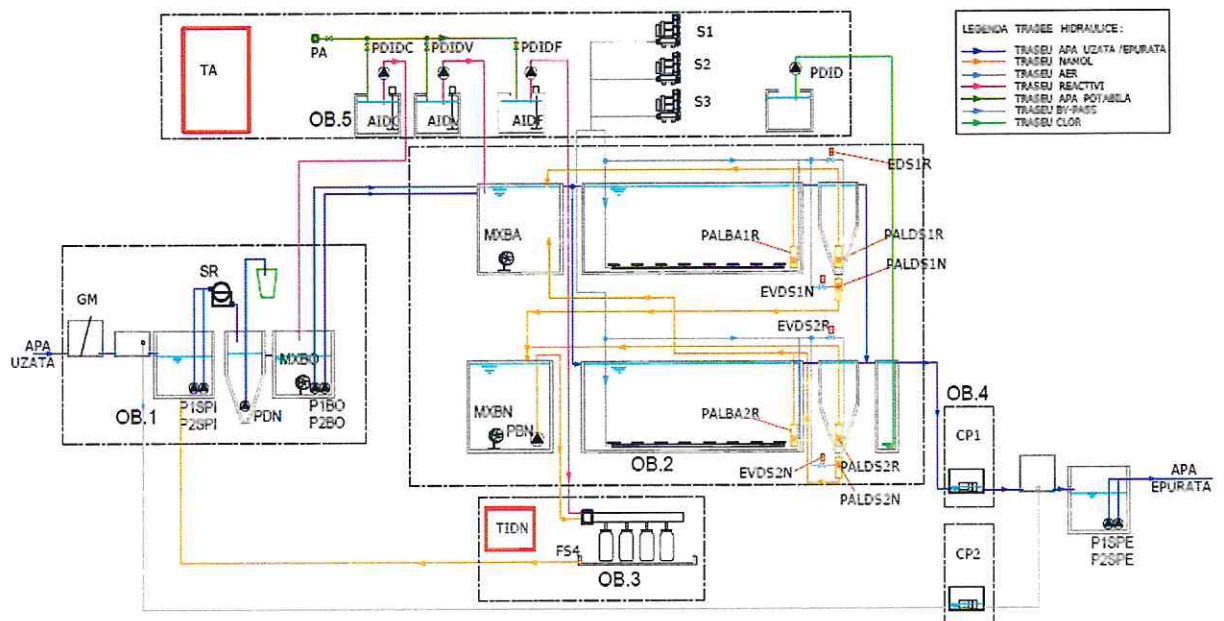 LEGENDA TRASEE HIDRAULICE:
TRASEU APA UZATA /EPURATA
TRASEU NAMOL
TRASEU AER
TRASEU REACTIVI
TRASEU APA POTABILA
TRASEU BY-PASS
TRASEU CLOR
TA
PA
PDIDC
PDIDV
PDIDF
S1
S2
S3
PDID
OB.5
AIDV
AIDF
EDS1R
MXBA
PALBA1R
PALDS1R
PALDS1N
EVDS1N
EVDS2R
GM
SR
APA
UZATA
MXBO
P1SPI
P2SPI
OB.1
PDN
P1BO
P2BO
MXBN
PBN
PALBA2R
OB.2
EVDS2N
PALDS2R
PALDS2N
OB.4
CP1
APA
EPURATA
P1SPE
P2SPE
TIDN
FS4
OB.3
CP2